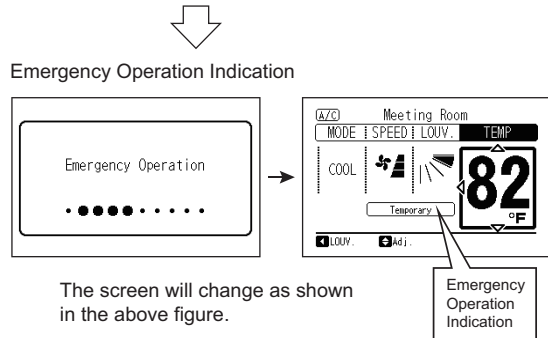 Emergency Operation Indication
Emergency Operation
A/C Meeting Room
MODE SPEED LOUV. TEMP
COOL 82 °F
Temporary
LOUV. Adj.
Emergency
Operation
Indication
The screen will change as shown
in the above figure.